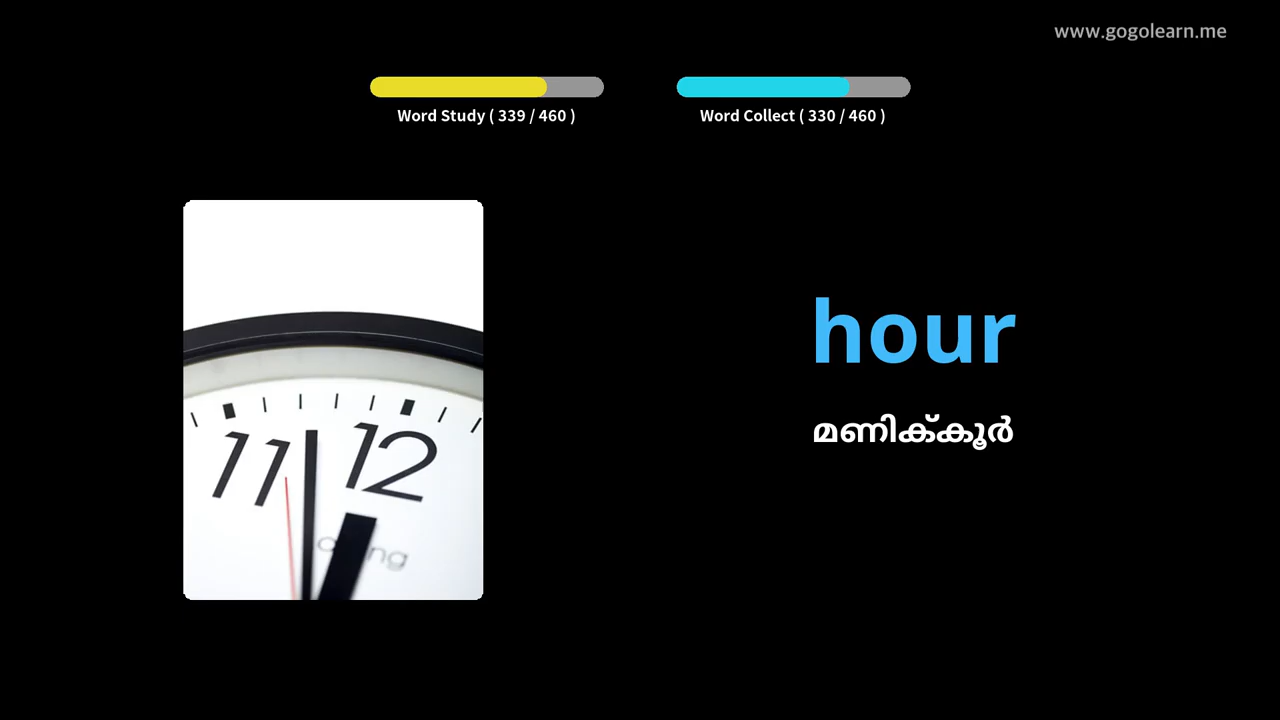 www.gogolearn.me
Word Study ( 339 / 460 )
Word Collect ( 330 / 460 )
11 12
hour
മണിക്കൂർ